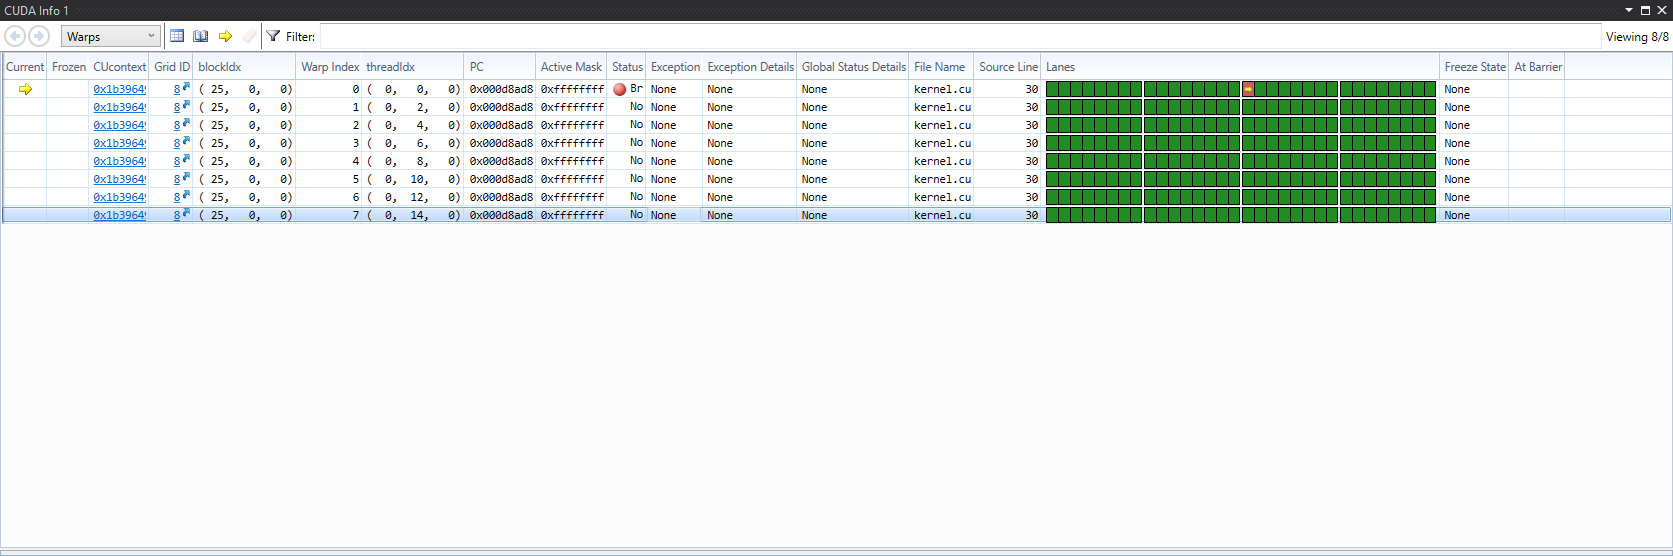 CUDA Info 1
Warps Filter: Viewing 8/8
Current Frozen CUcontext Grid ID blockIdx Warp Index threadIdx PC Active Mask Status Exception Exception Details Global Status Details File Name Source Line Lanes Freeze State At Barrier
0x1b3964 8 ( 25, 0, 0) 0 ( 0, 0, 0) 0x000d8ad8 0xffffffff Br None None None kernel.cu 30 None
0x1b3964 8 ( 25, 0, 0) 1 ( 0, 2, 0) 0x000d8ad8 0xffffffff No None None None kernel.cu 30 None
0x1b3964 8 ( 25, 0, 0) 2 ( 0, 4, 0) 0x000d8ad8 0xffffffff No None None None kernel.cu 30 None
0x1b3964 8 ( 25, 0, 0) 3 ( 0, 6, 0) 0x000d8ad8 0xffffffff No None None None kernel.cu 30 None
0x1b3964 8 ( 25, 0, 0) 4 ( 0, 8, 0) 0x000d8ad8 0xffffffff No None None None kernel.cu 30 None
0x1b3964 8 ( 25, 0, 0) 5 ( 0, 10, 0) 0x000d8ad8 0xffffffff No None None None kernel.cu 30 None
0x1b3964 8 ( 25, 0, 0) 6 ( 0, 12, 0) 0x000d8ad8 0xffffffff No None None None kernel.cu 30 None
0x1b3964 8 ( 25, 0, 0) 7 ( 0, 14, 0) 0x000d8ad8 0xffffffff No None None None kernel.cu 30 None